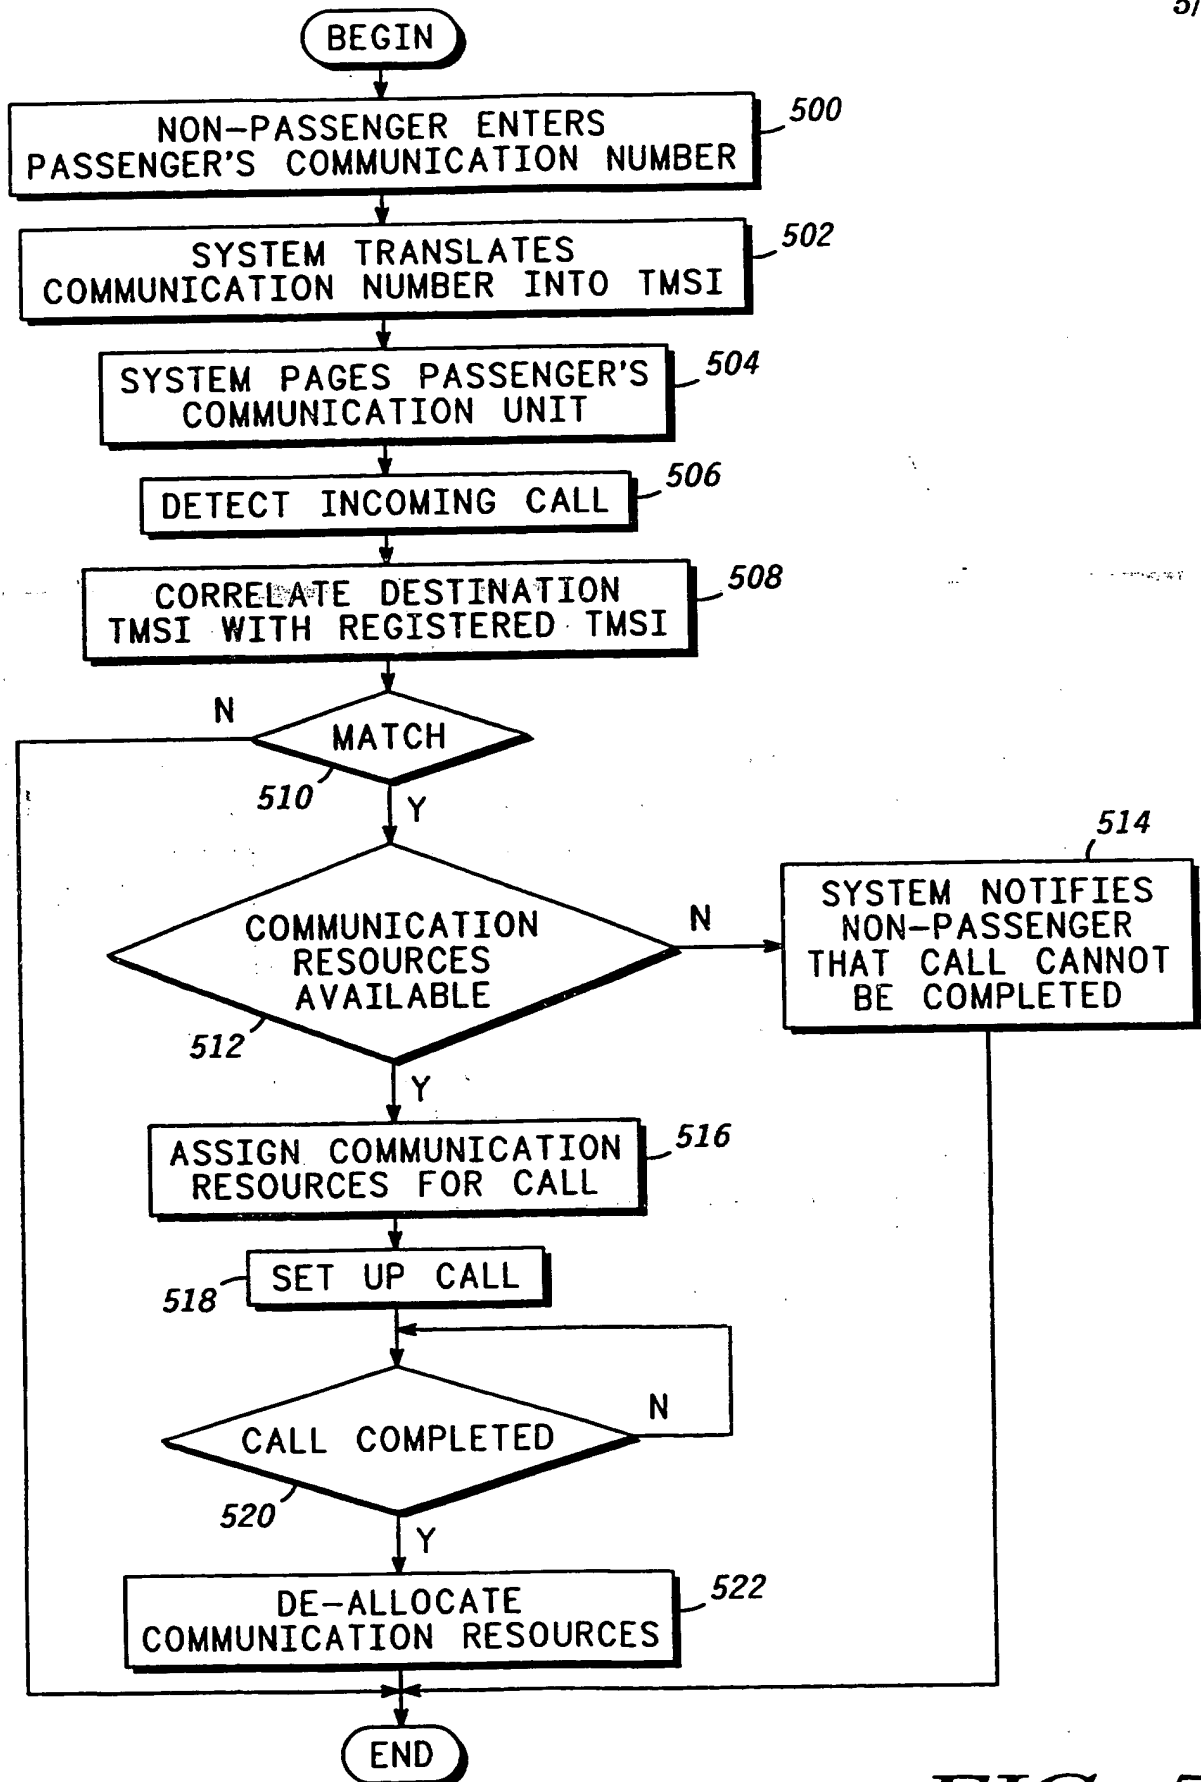 5/
BEGIN
500
NON-PASSENGER ENTERS
PASSENGER'S COMMUNICATION NUMBER
502
SYSTEM TRANSLATES
COMMUNICATION NUMBER INTO TMSI
504
SYSTEM PAGES PASSENGER'S
COMMUNICATION UNIT
506
DETECT INCOMING CALL
508
CORRELATE DESTINATION
TMSI WITH REGISTERED TMSI
N
MATCH
510
Y
514
COMMUNICATION
RESOURCES
AVAILABLE
N
512
SYSTEM NOTIFIES
NON-PASSENGER
THAT CALL CANNOT
BE COMPLETED
Y
516
ASSIGN COMMUNICATION
RESOURCES FOR CALL
518
SET UP CALL
N
CALL COMPLETED
520
Y
522
DE-ALLOCATE
COMMUNICATION RESOURCES
END